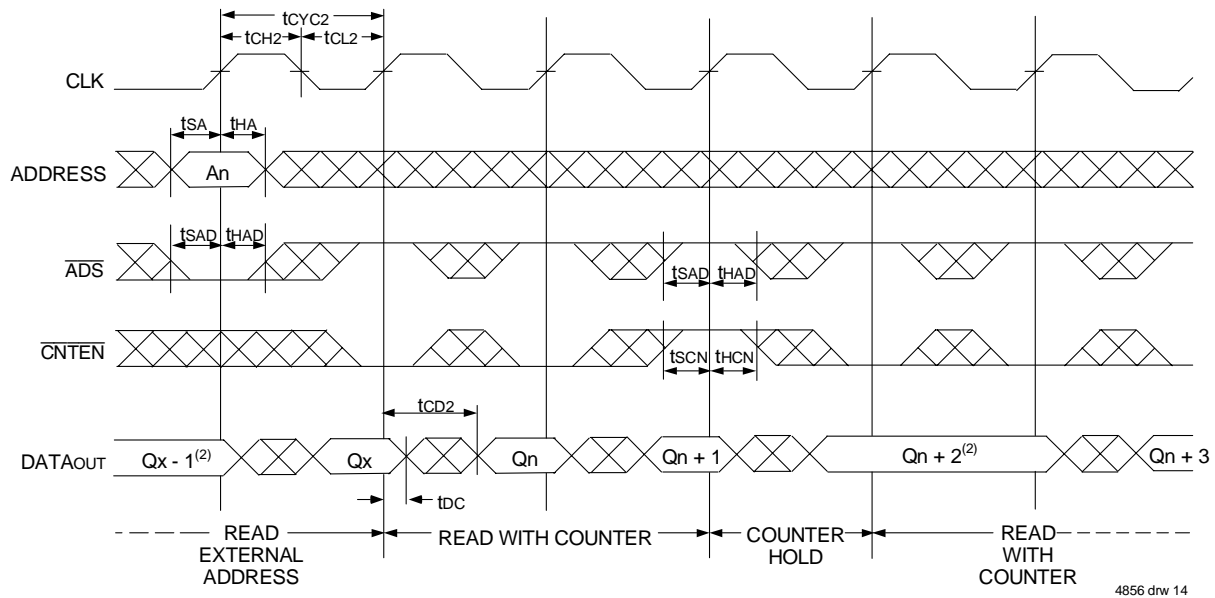 tCYC2
tCH2 tCL2
CLK
tSA tHA
ADDRESS An
tSAD tHAD
ADS
tSAD tHAD
CNTEN
tSCN tHCN
tCD2
DATAOUT Qx - 1(2) Qx Qn Qn + 1 Qn + 2(2) Qn + 3
tDC
READ EXTERNAL ADDRESS
READ WITH COUNTER
COUNTER HOLD
READ WITH COUNTER
4856 drw 14